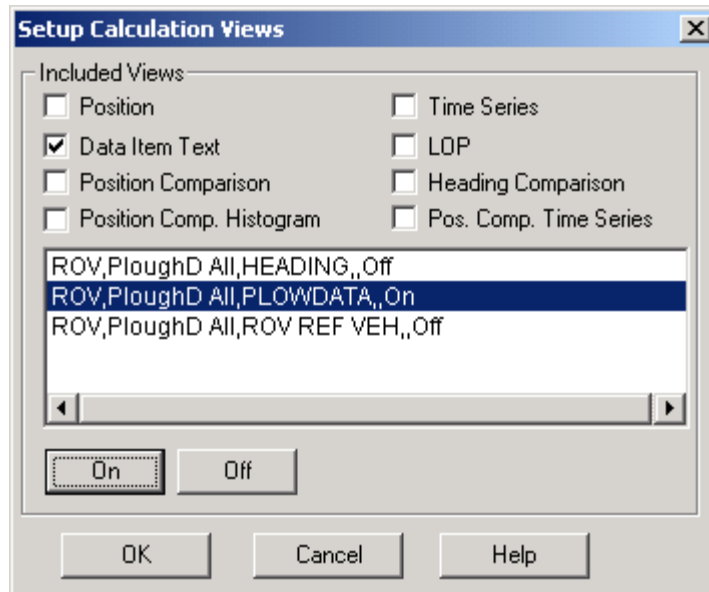 Setup Calculation Views
Included Views
Position
Time Series
Data Item Text
LOP
Position Comparison
Heading Comparison
Position Comp. Histogram
Pos. Comp. Time Series
ROV,PloughD All,HEADING,,Off
ROV,PloughD All,PLOWDATA,,On
ROV,PloughD All,ROV REF VEH,,Off
On
Off
OK
Cancel
Help